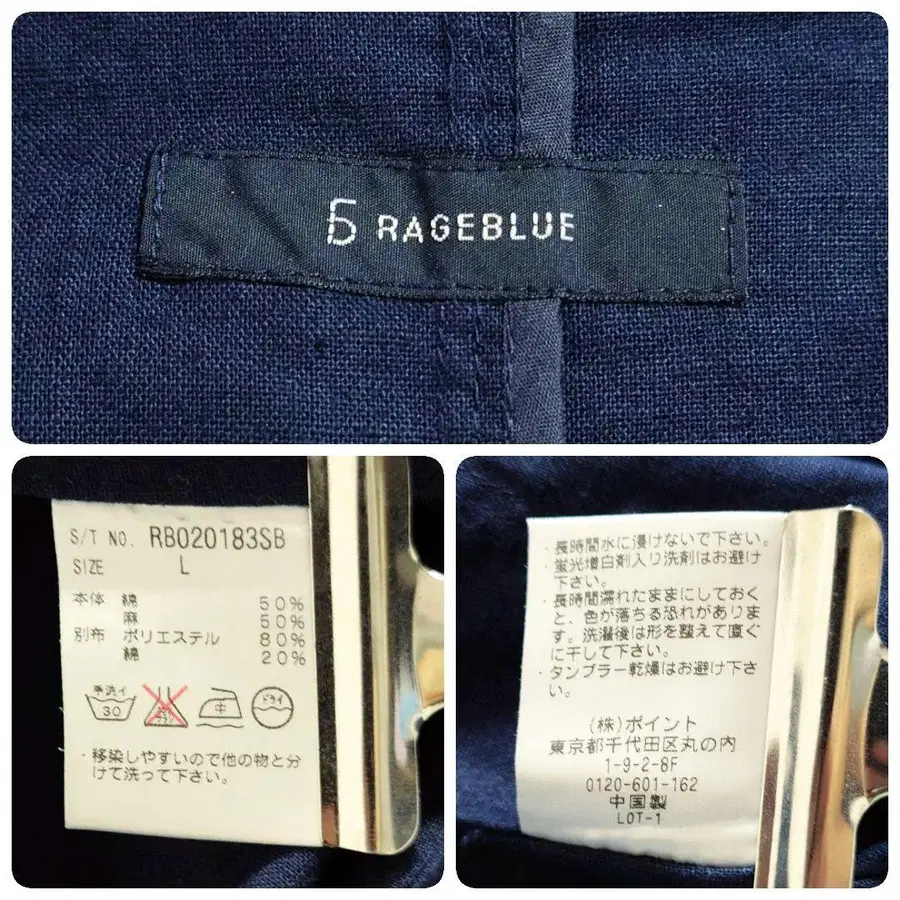 RAGEBLUE
S/T NO. RB020183SB
SIZE L
本体 綿 50%
麻 50%
別布 ポリエステル 80%
綿 20%
手洗イ
30
中
ドライ
・移染しやすいので他の物と分
けて洗って下さい。
・長時間水に浸けないで下さい。
・蛍光増白剤入り洗剤はお避け
下さい。
・長時間濡れたままにしておく
と、色が落ちる恐れがありま
す。洗濯後は形を整えて直ぐ
に干して下さい。
・タンブラー乾燥はお避け下さ
い。
(株)ポイント
東京都千代田区丸の内
1-9-2-8F
0120-601-162
中国製
LOT-1